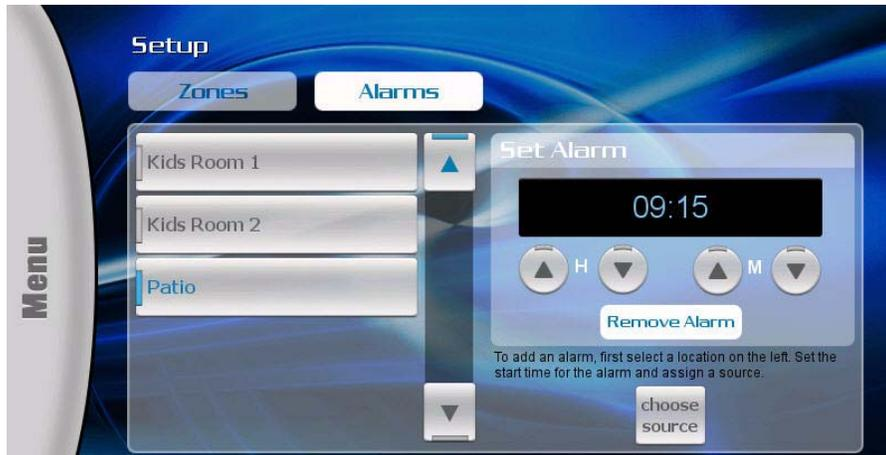 Setup
Zones
Alarms
Kids Room 1
Kids Room 2
Patio
Set Alarm
09:15
H
M
Remove Alarm
To add an alarm, first select a location on the left. Set the
start time for the alarm and assign a source.
choose
source
Menu